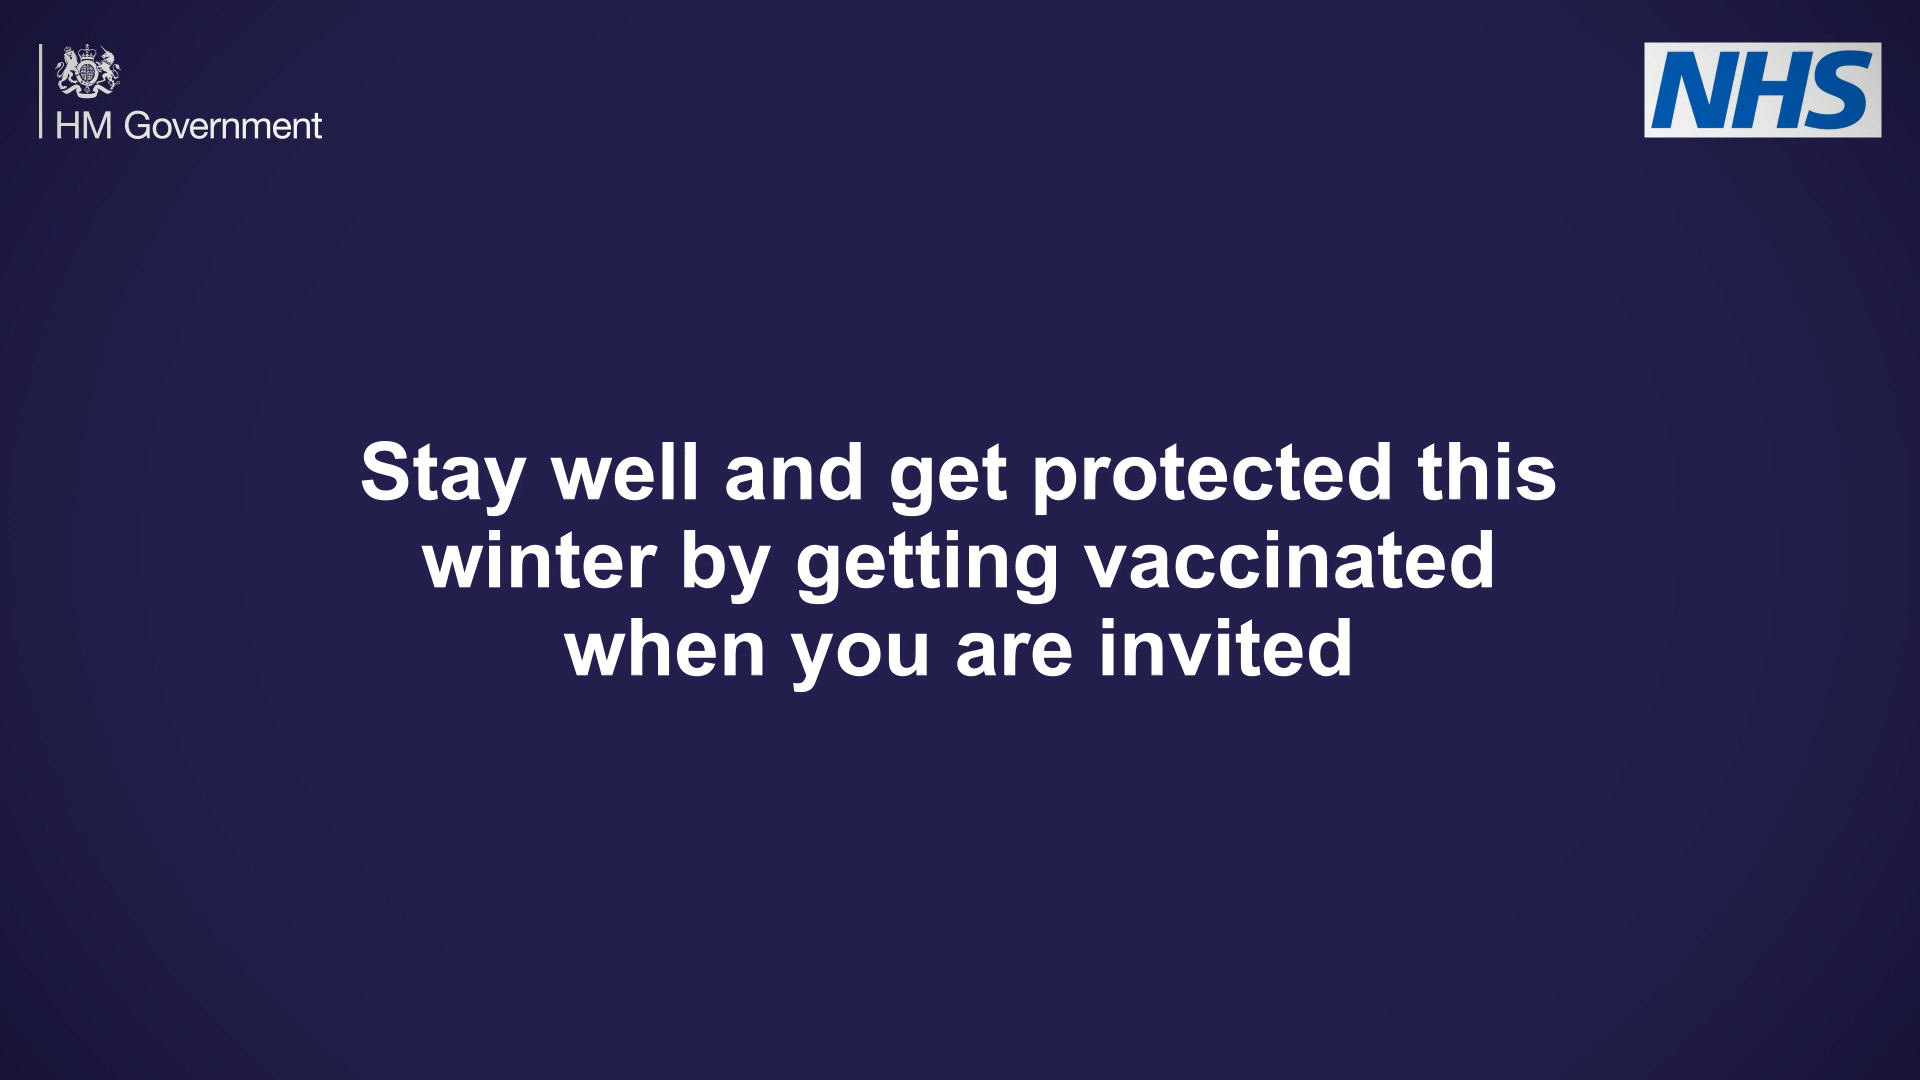 HM Government
NHS
Stay well and get protected this
winter by getting vaccinated
when you are invited